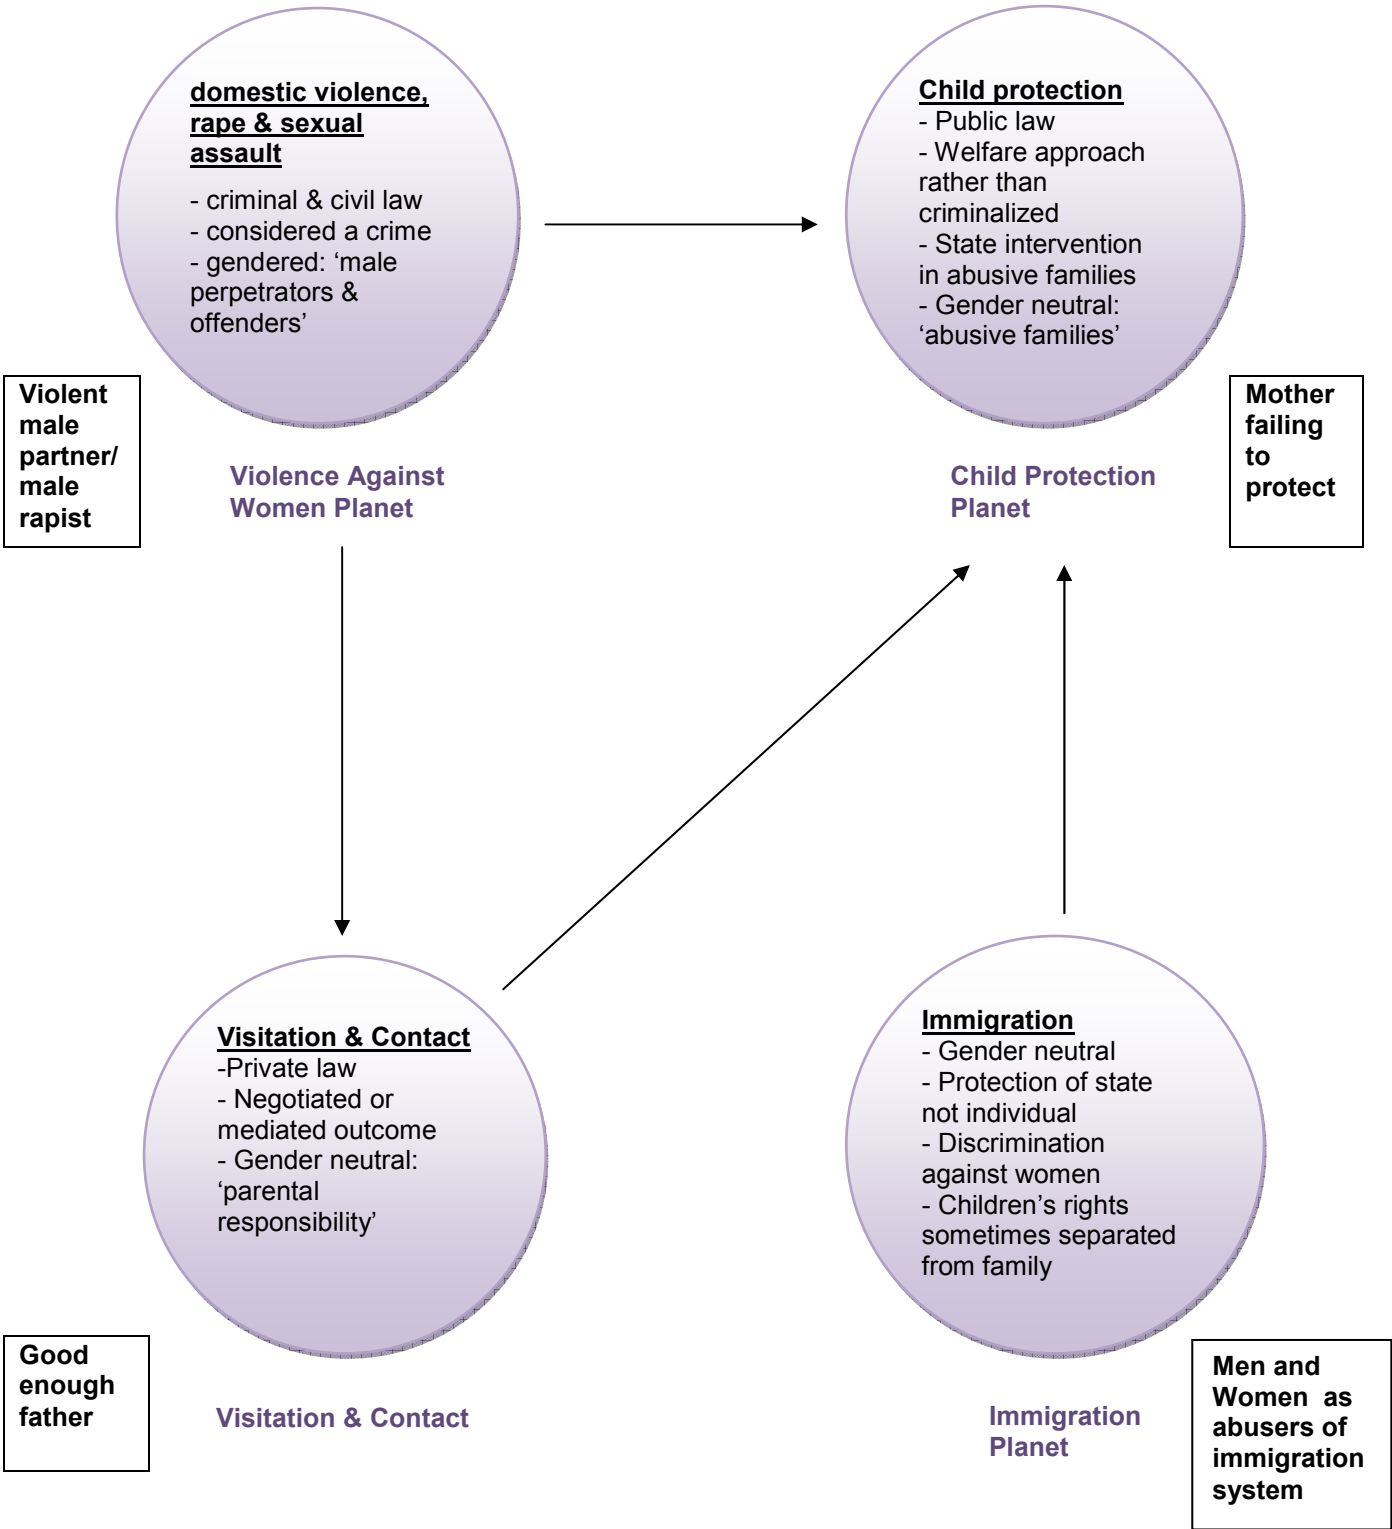 domestic violence,
rape & sexual
assault
- criminal & civil law
- considered a crime
- gendered: ‘male
perpetrators &
offenders’
Violent
male
partner/
male
rapist
Violence Against
Women Planet
Child protection
- Public law
- Welfare approach
rather than
criminalized
- State intervention
in abusive families
- Gender neutral:
‘abusive families’
Mother
failing
to
protect
Child Protection
Planet
Visitation & Contact
-Private law
- Negotiated or
mediated outcome
- Gender neutral:
‘parental
responsibility’
Good
enough
father
Visitation & Contact
Immigration
- Gender neutral
- Protection of state
not individual
- Discrimination
against women
- Children’s rights
sometimes separated
from family
Immigration
Planet
Men and
Women as
abusers of
immigration
system